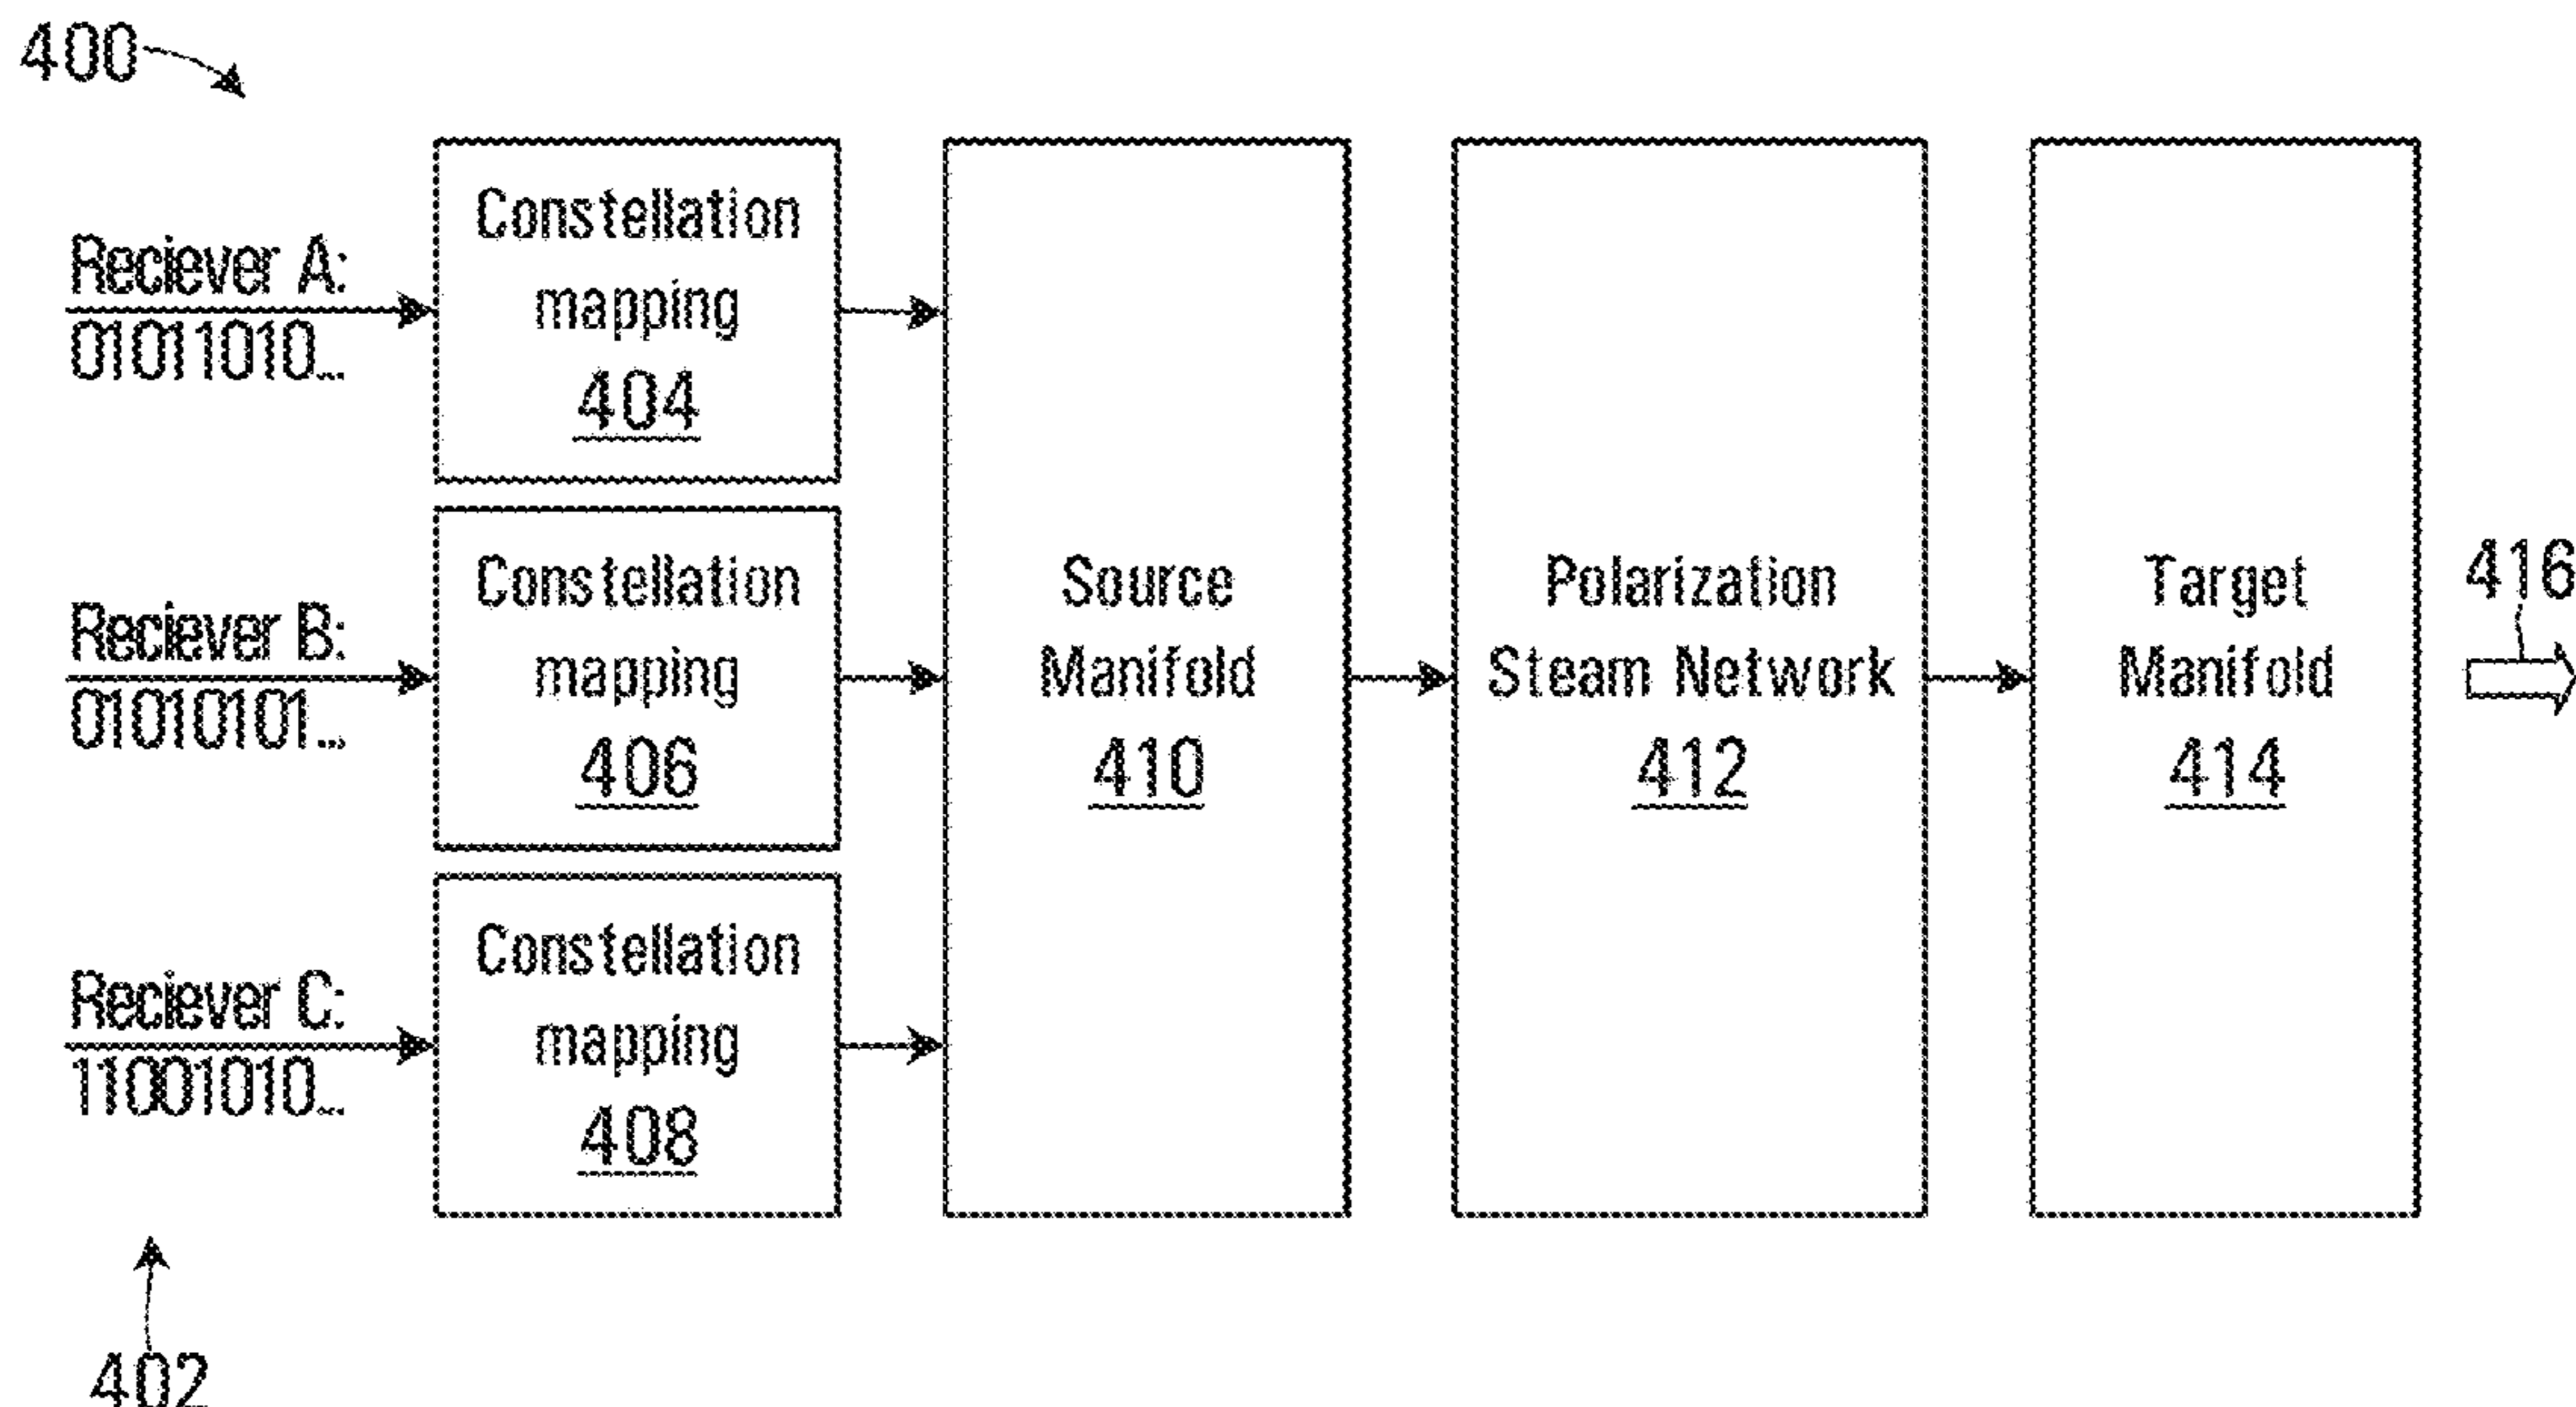 400
Reciever A:
01011010...
Constellation
mapping
404
Reciever B:
01010101...
Constellation
mapping
406
Reciever C:
11001010...
Constellation
mapping
408
Source
Manifold
410
Polarization
Steam Network
412
Target
Manifold
414
416
402